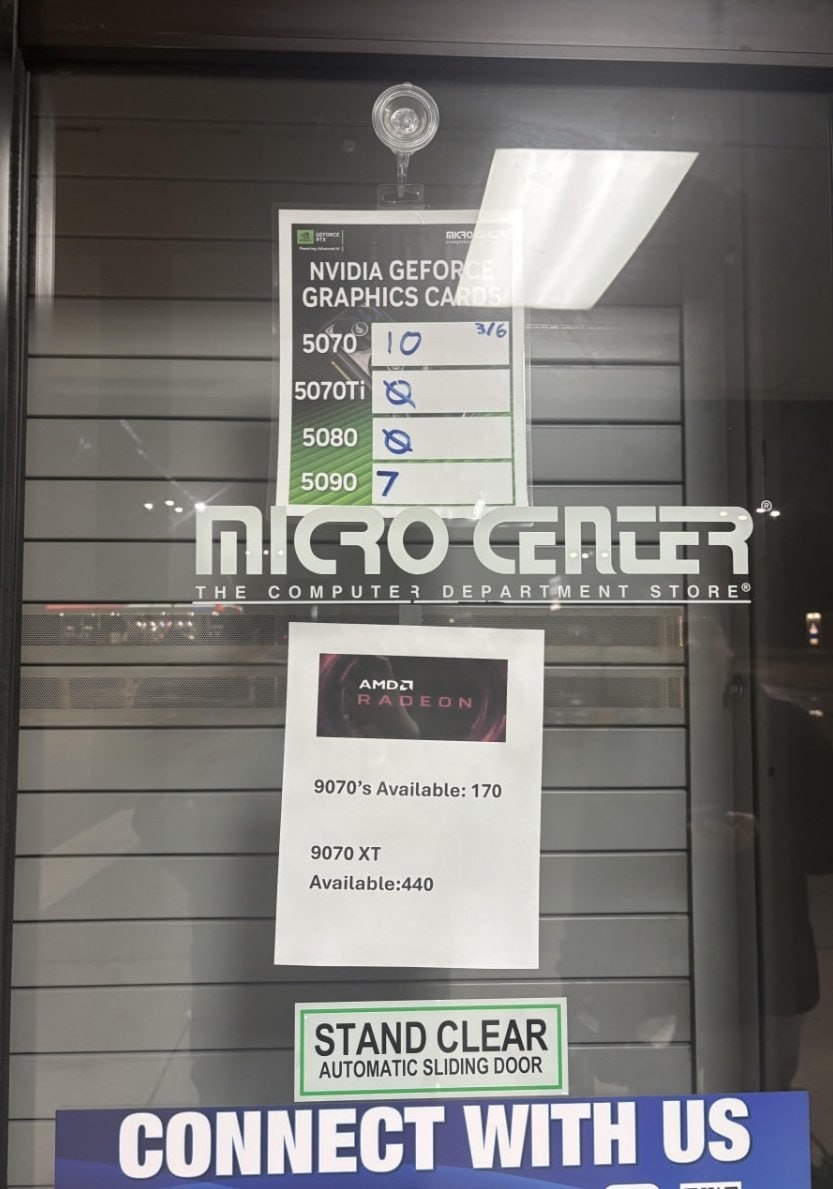 GEFORCE
RTX
MICRO CENTER
NVIDIA GEFORCE
GRAPHICS CARDS
5070 10 3/6
5070Ti Ø
5080 Ø
5090 7
MICRO CENTER®
THE COMPUTER DEPARTMENT STORE®
AMD
RADEON
9070's Available: 170
9070 XT
Available:440
STAND CLEAR
AUTOMATIC SLIDING DOOR
CONNECT WITH US